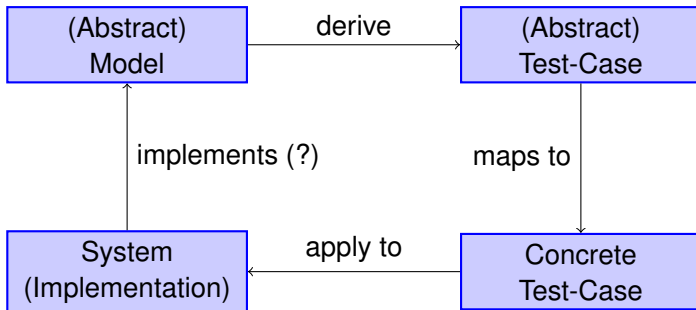 (Abstract)
Model
derive
(Abstract)
Test-Case
implements (?)
maps to
System
(Implementation)
apply to
Concrete
Test-Case